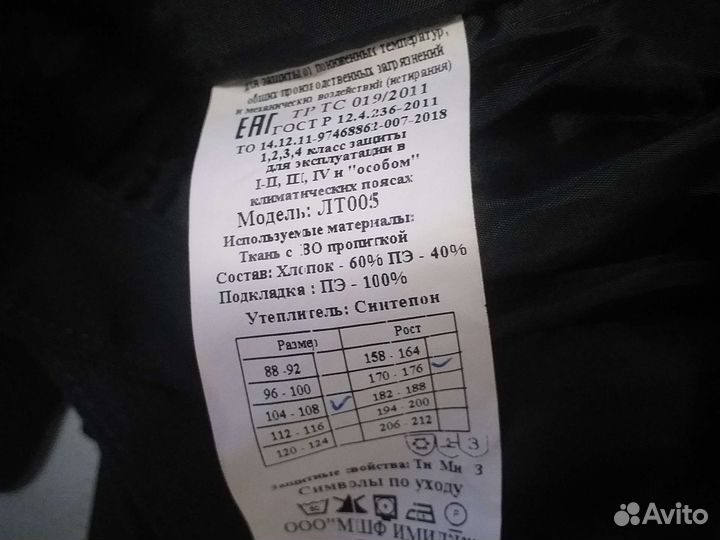 для защиты от пониженных температур,
общих производственных загрязнений
и механических воздействий (истирания)
ЕАС ТР ТС 019/2011
ГОСТ Р 12.4.236-2011
ТО 14.12.11-97468862-007-2018
1,2,3,4 класс защиты
для эксплуатации в
I-II, III, IV и "особом"
климатических поясах
Модель: ЛТ005
Используемые материалы:
Ткань с ВО пропиткой
Состав: Хлопок - 60% ПЭ - 40%
Подкладка : ПЭ - 100%
Утеплитель: Синтепон
Размер Рост
88 -92 158 - 164
96 - 100 170 - 176
104 - 108 182 - 188
112 - 116 194 - 200
120 - 124 206 - 212
Защитные свойства: Тн Ми З
Символы по уходу
ООО
Avito